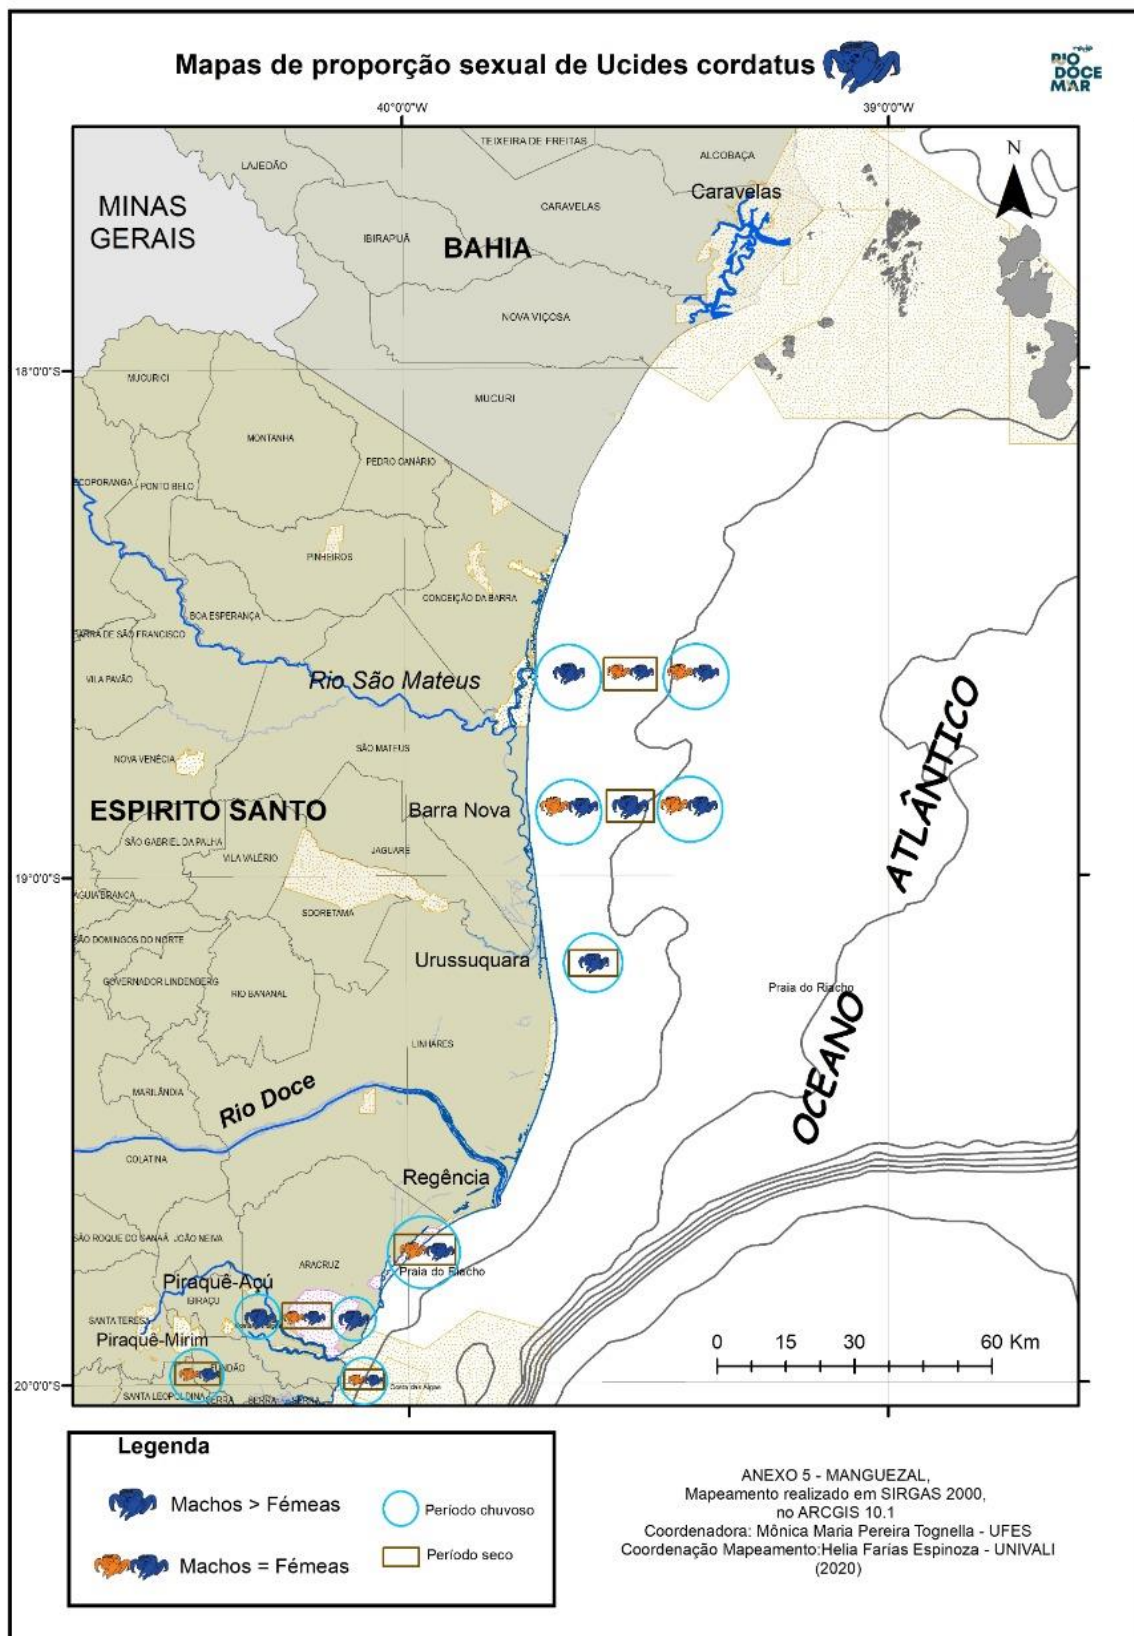 Mapas de proporção sexual de Ucides cordatus
RIO
DOCE
MAR
40°0'0"W
39°0'0"W
TEIXEIRA DE FREITAS
LAJEDÃO
ALCOBAÇA
N
Caravelas
MINAS
GERAIS
CARAVELAS
IBIRAPUÃ
BAHIA
NOVA VIÇOSA
18°0'0"S
MUCURICI
MUCURI
MONTANHA
PEDRO CANÁRIO
ECOPORANGA
PONTO BELO
PINHEIROS
CONCEIÇÃO DA BARRA
BOA ESPERANÇA
BARRA DE SÃO FRANCISCO
VILA PAVÃO
Rio São Mateus
SÃO MATEUS
NOVA VENÉCIA
ESPIRITO SANTO
Barra Nova
SÃO GABRIEL DA PALHA
VILA VALÉRIO
JAGUARÉ
ATLÂNTICO
19°0'0"S
ÁGUIA BRANCA
SOORETAMA
SÃO DOMINGOS DO NORTE
Urussuquara
GOVERNADOR LINDENBERG
RIO BANANAL
Praia do Riacho
LINHARES
OCEANO
MARILÂNDIA
Rio Doce
COLATINA
Regência
SÃO ROQUE DO CANAÃ
JOÃO NEIVA
ARACRUZ
Praia do Riacho
Piraquê-Açú
IBIRAÇU
SANTA TERESA
Piraquê-Mirim
0 15 30 60 Km
FUNDÃO
20°0'0"S
SANTA LEOPOLDINA
SERRA
SERRA
SERRA
Costa das Algas
Legenda
Machos > Fémeas
Período chuvoso
Machos = Fémeas
Período seco
ANEXO 5 - MANGUEZAL,
Mapeamento realizado em SIRGAS 2000,
no ARCGIS 10.1
Coordenadora: Mônica Maria Pereira Tognella - UFES
Coordenação Mapeamento:Helia Farías Espinoza - UNIVALI
(2020)